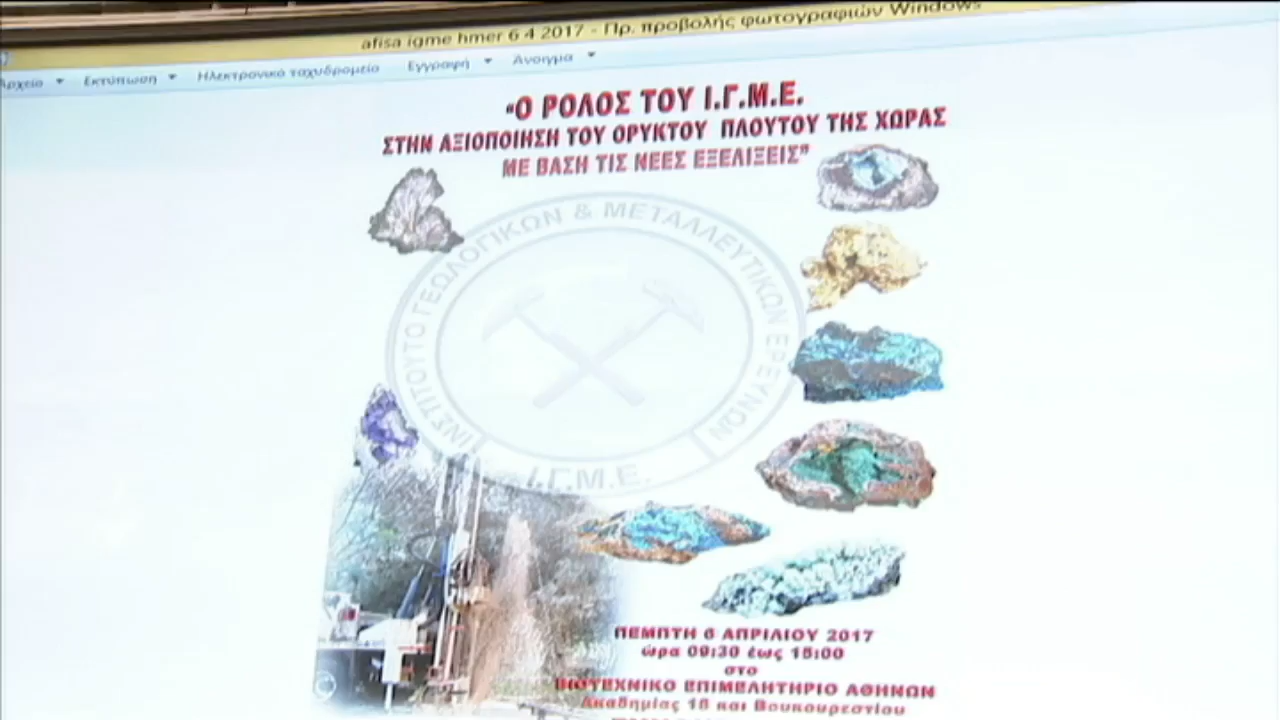 afisa igme hmer 6 4 2017 - Πρ. προβολής φωτογραφιών Windows
Αρχείο Εκτύπωση Ηλεκτρονικό ταχυδρομείο Εγγραφή Άνοιγμα
“Ο ΡΟΛΟΣ ΤΟΥ Ι.Γ.Μ.Ε.
ΣΤΗΝ ΑΞΙΟΠΟΙΗΣΗ ΤΟΥ ΟΡΥΚΤΟΥ ΠΛΟΥΤΟΥ ΤΗΣ ΧΩΡΑΣ
ΜΕ ΒΑΣΗ ΤΙΣ ΝΕΕΣ ΕΞΕΛΙΞΕΙΣ”
ΙΝΣΤΙΤΟΥΤΟ ΓΕΩΛΟΓΙΚΩΝ & ΜΕΤΑΛΛΕΥΤΙΚΩΝ ΕΡΕΥΝΩΝ
Ι.Γ.Μ.Ε.
ΠΕΜΠΤΗ 6 ΑΠΡΙΛΙΟΥ 2017
ώρα 09:30 έως 15:00
στο
ΒΙΟΤΕΧΝΙΚΟ ΕΠΙΜΕΛΗΤΗΡΙΟ ΑΘΗΝΩΝ
Ακαδημίας 18 και Βουκουρεστίου